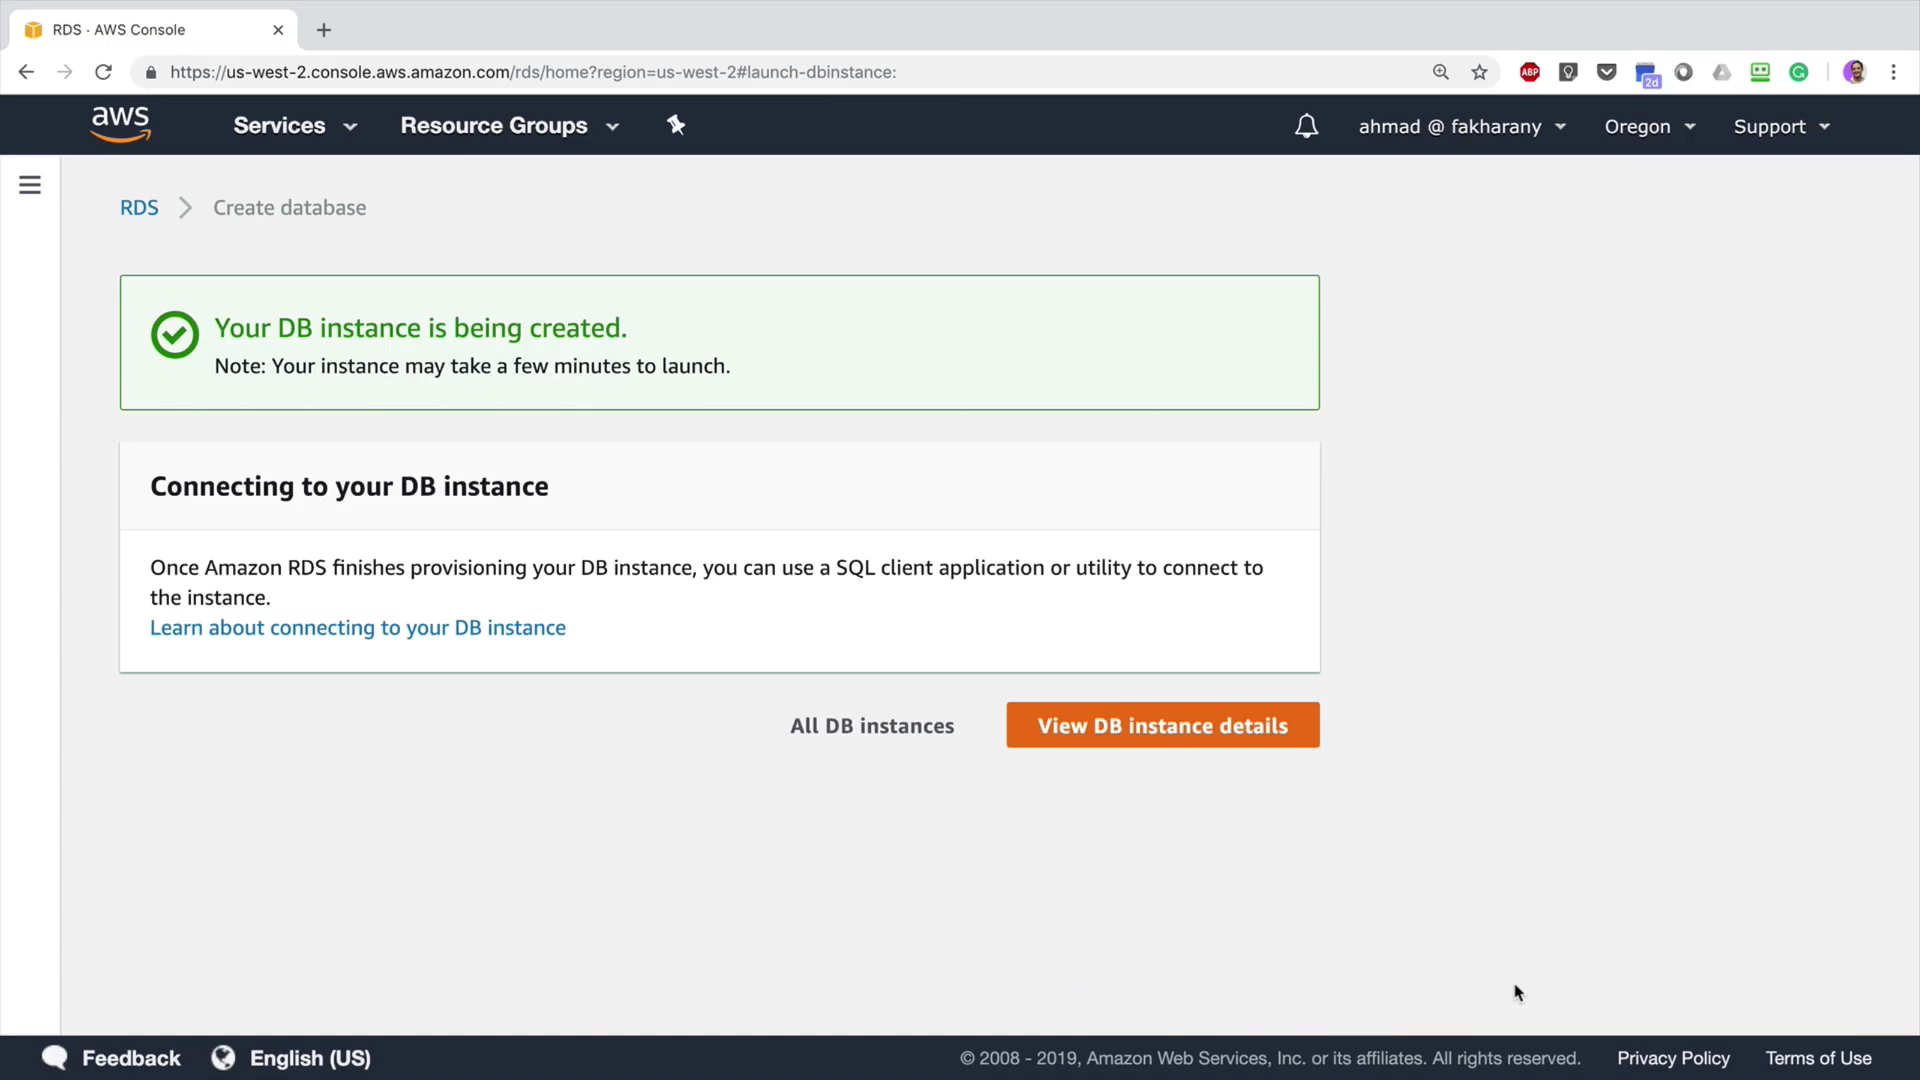 RDS · AWS Console
https://us-west-2.console.aws.amazon.com/rds/home?region=us-west-2#launch-dbinstance:
ABP
2d
aws
Services
Resource Groups
ahmad @ fakharany
Oregon
Support
RDS
Create database
Your DB instance is being created.
Note: Your instance may take a few minutes to launch.
Connecting to your DB instance
Once Amazon RDS finishes provisioning your DB instance, you can use a SQL client application or utility to connect to
the instance.
Learn about connecting to your DB instance
All DB instances
View DB instance details
Feedback
English (US)
© 2008 - 2019, Amazon Web Services, Inc. or its affiliates. All rights reserved.
Privacy Policy
Terms of Use